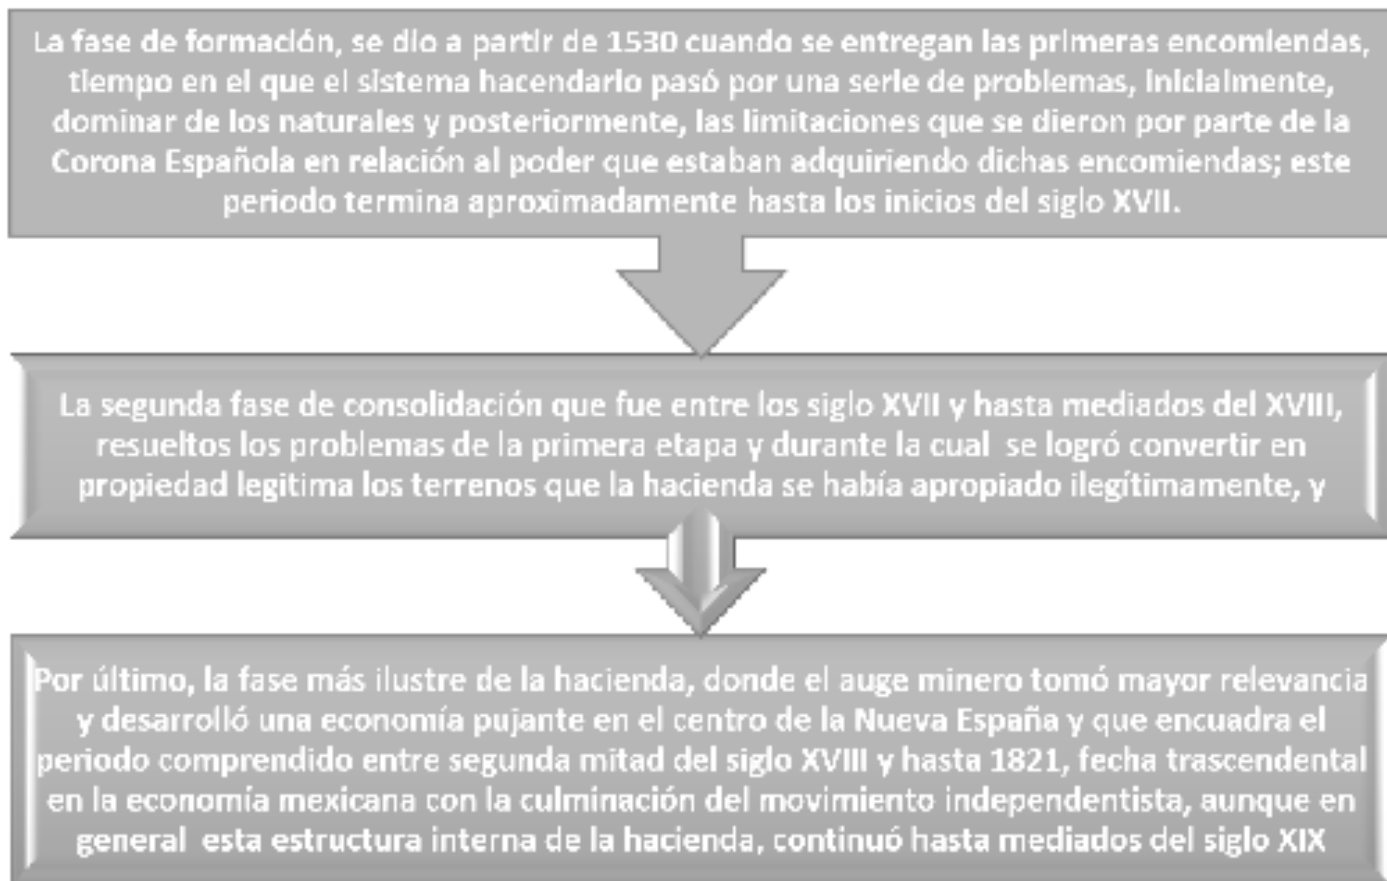 La fase de formación, se dio a partir de 1530 cuando se entregan las primeras encomiendas,
tiempo en el que el sistema hacendario pasó por una serie de problemas, inicialmente,
dominar de los naturales y posteriormente, las limitaciones que se dieron por parte de la
Corona Española en relación al poder que estaban adquiriendo dichas encomiendas; este
periodo termina aproximadamente hasta los inicios del siglo XVII.
La segunda fase de consolidación que fue entre los siglo XVII y hasta mediados del XVIII,
resueltos los problemas de la primera etapa y durante la cual se logró convertir en
propiedad legitima los terrenos que la hacienda se había apropiado ilegítimamente, y
Por último, la fase más ilustre de la hacienda, donde el auge minero tomó mayor relevancia
y desarrolló una economía pujante en el centro de la Nueva España y que encuadra el
periodo comprendido entre segunda mitad del siglo XVIII y hasta 1821, fecha trascendental
en la economía mexicana con la culminación del movimiento independentista, aunque en
general esta estructura interna de la hacienda, continuó hasta mediados del siglo XIX